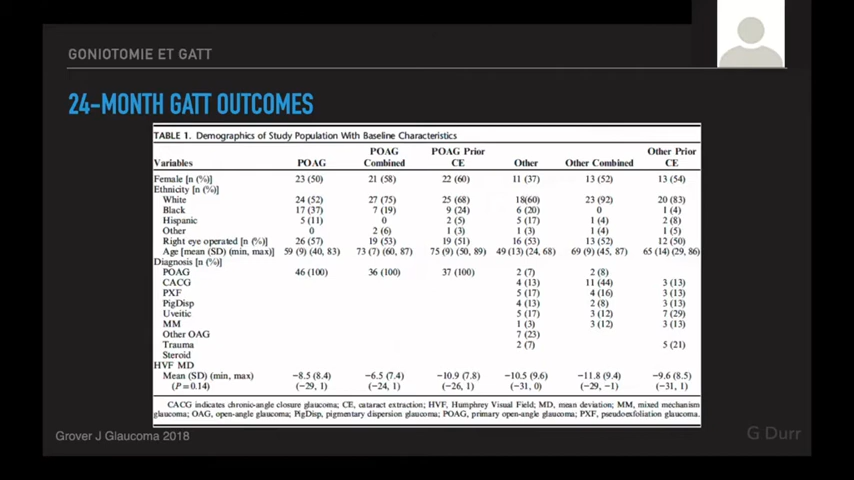 GONIOTOMIE ET GATT
24-MONTH GATT OUTCOMES
TABLE 1. Demographics of Study Population With Baseline Characteristics
Variables POAG POAG Combined POAG Prior CE Other Other Combined Other Prior CE
Female [n (%)] 23 (50) 21 (58) 22 (60) 11 (37) 13 (52) 13 (54)
Ethnicity [n (%)]
White 24 (52) 27 (75) 25 (68) 18(60) 23 (92) 20 (83)
Black 17 (37) 7 (19) 9 (24) 6 (20) 0 1 (4)
Hispanic 5 (11) 0 2 (5) 5 (17) 1 (4) 2 (8)
Other 0 2 (6) 1 (3) 1 (3) 1 (4) 1 (5)
Right eye operated [n (%)] 26 (57) 19 (53) 19 (51) 16 (53) 13 (52) 12 (50)
Age [mean (SD) (min, max)] 59 (9) (40, 83) 73 (7) (60, 87) 75 (9) (50, 89) 49 (13) (24, 68) 69 (9) (45, 87) 65 (14) (29, 86)
Diagnosis [n (%)]
POAG 46 (100) 36 (100) 37 (100) 2 (7) 2 (8)
CACG 4 (13) 11 (44) 3 (13)
PXF 5 (17) 4 (16) 3 (13)
PigDisp 4 (13) 2 (8) 3 (13)
Uveitic 5 (17) 3 (12) 7 (29)
MM 1 (3) 3 (12) 3 (13)
Other OAG 7 (23)
Trauma 2 (7) 5 (21)
Steroid
HVF MD
Mean (SD) (min, max) −8.5 (8.4) −6.5 (7.4) −10.9 (7.8) −10.5 (9.6) −11.8 (9.4) −9.6 (8.5)
(P=0.14) (−29, 1) (−24, 1) (−26, 1) (−31, 0) (−29, −1) (−31, 1)
CACG indicates chronic-angle closure glaucoma; CE, cataract extraction; HVF, Humphrey Visual Field; MD, mean deviation; MM, mixed mechanism
glaucoma; OAG, open-angle glaucoma; PigDisp, pigmentary dispersion glaucoma; POAG, primary open-angle glaucoma; PXF, pseudoexfoliation glaucoma.
Grover J Glaucoma 2018
G Durr